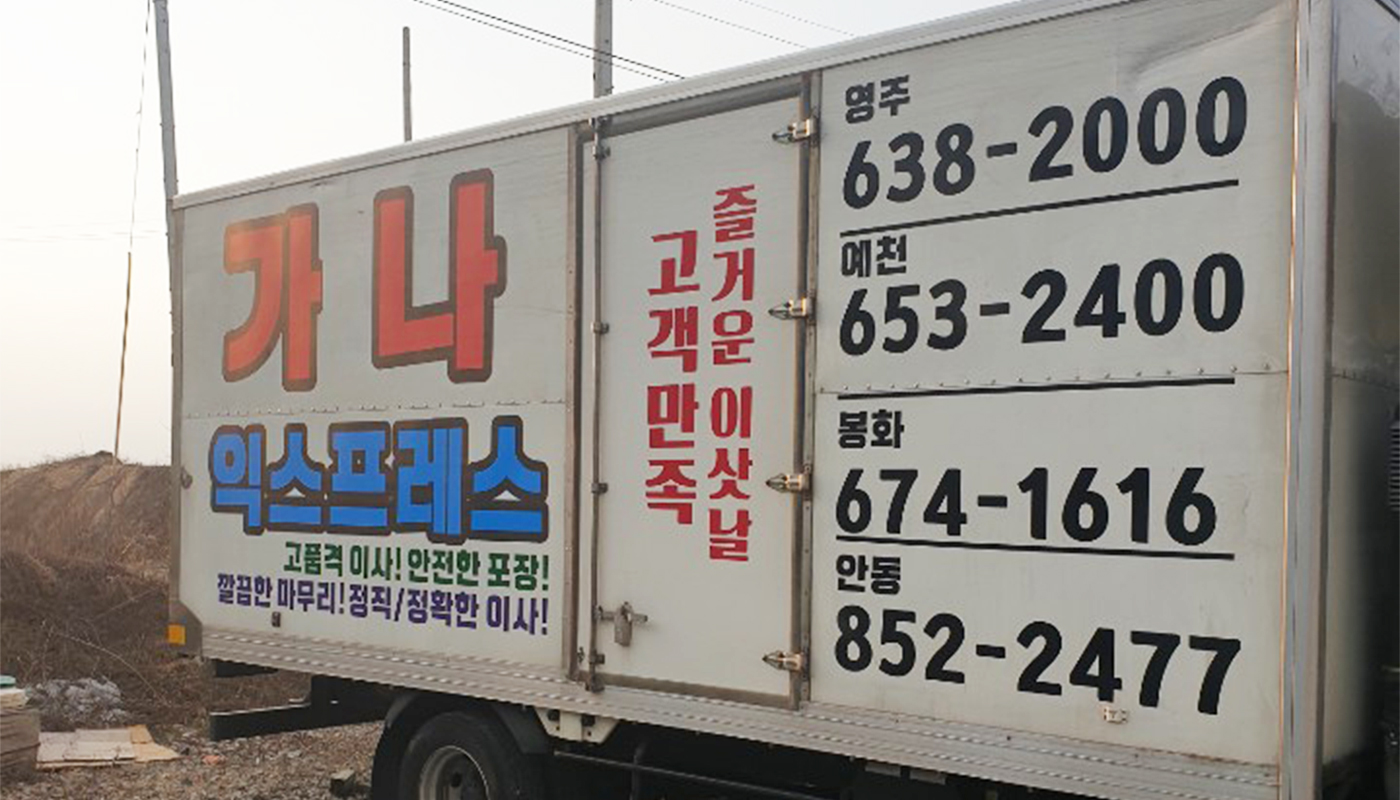 가 나
익스프레스
고품격 이사! 안전한 포장!
깔끔한 마무리! 정직/정확한 이사!
즐거운 이삿날
고객만족
영주
638-2000
예천
653-2400
봉화
674-1616
안동
852-2477